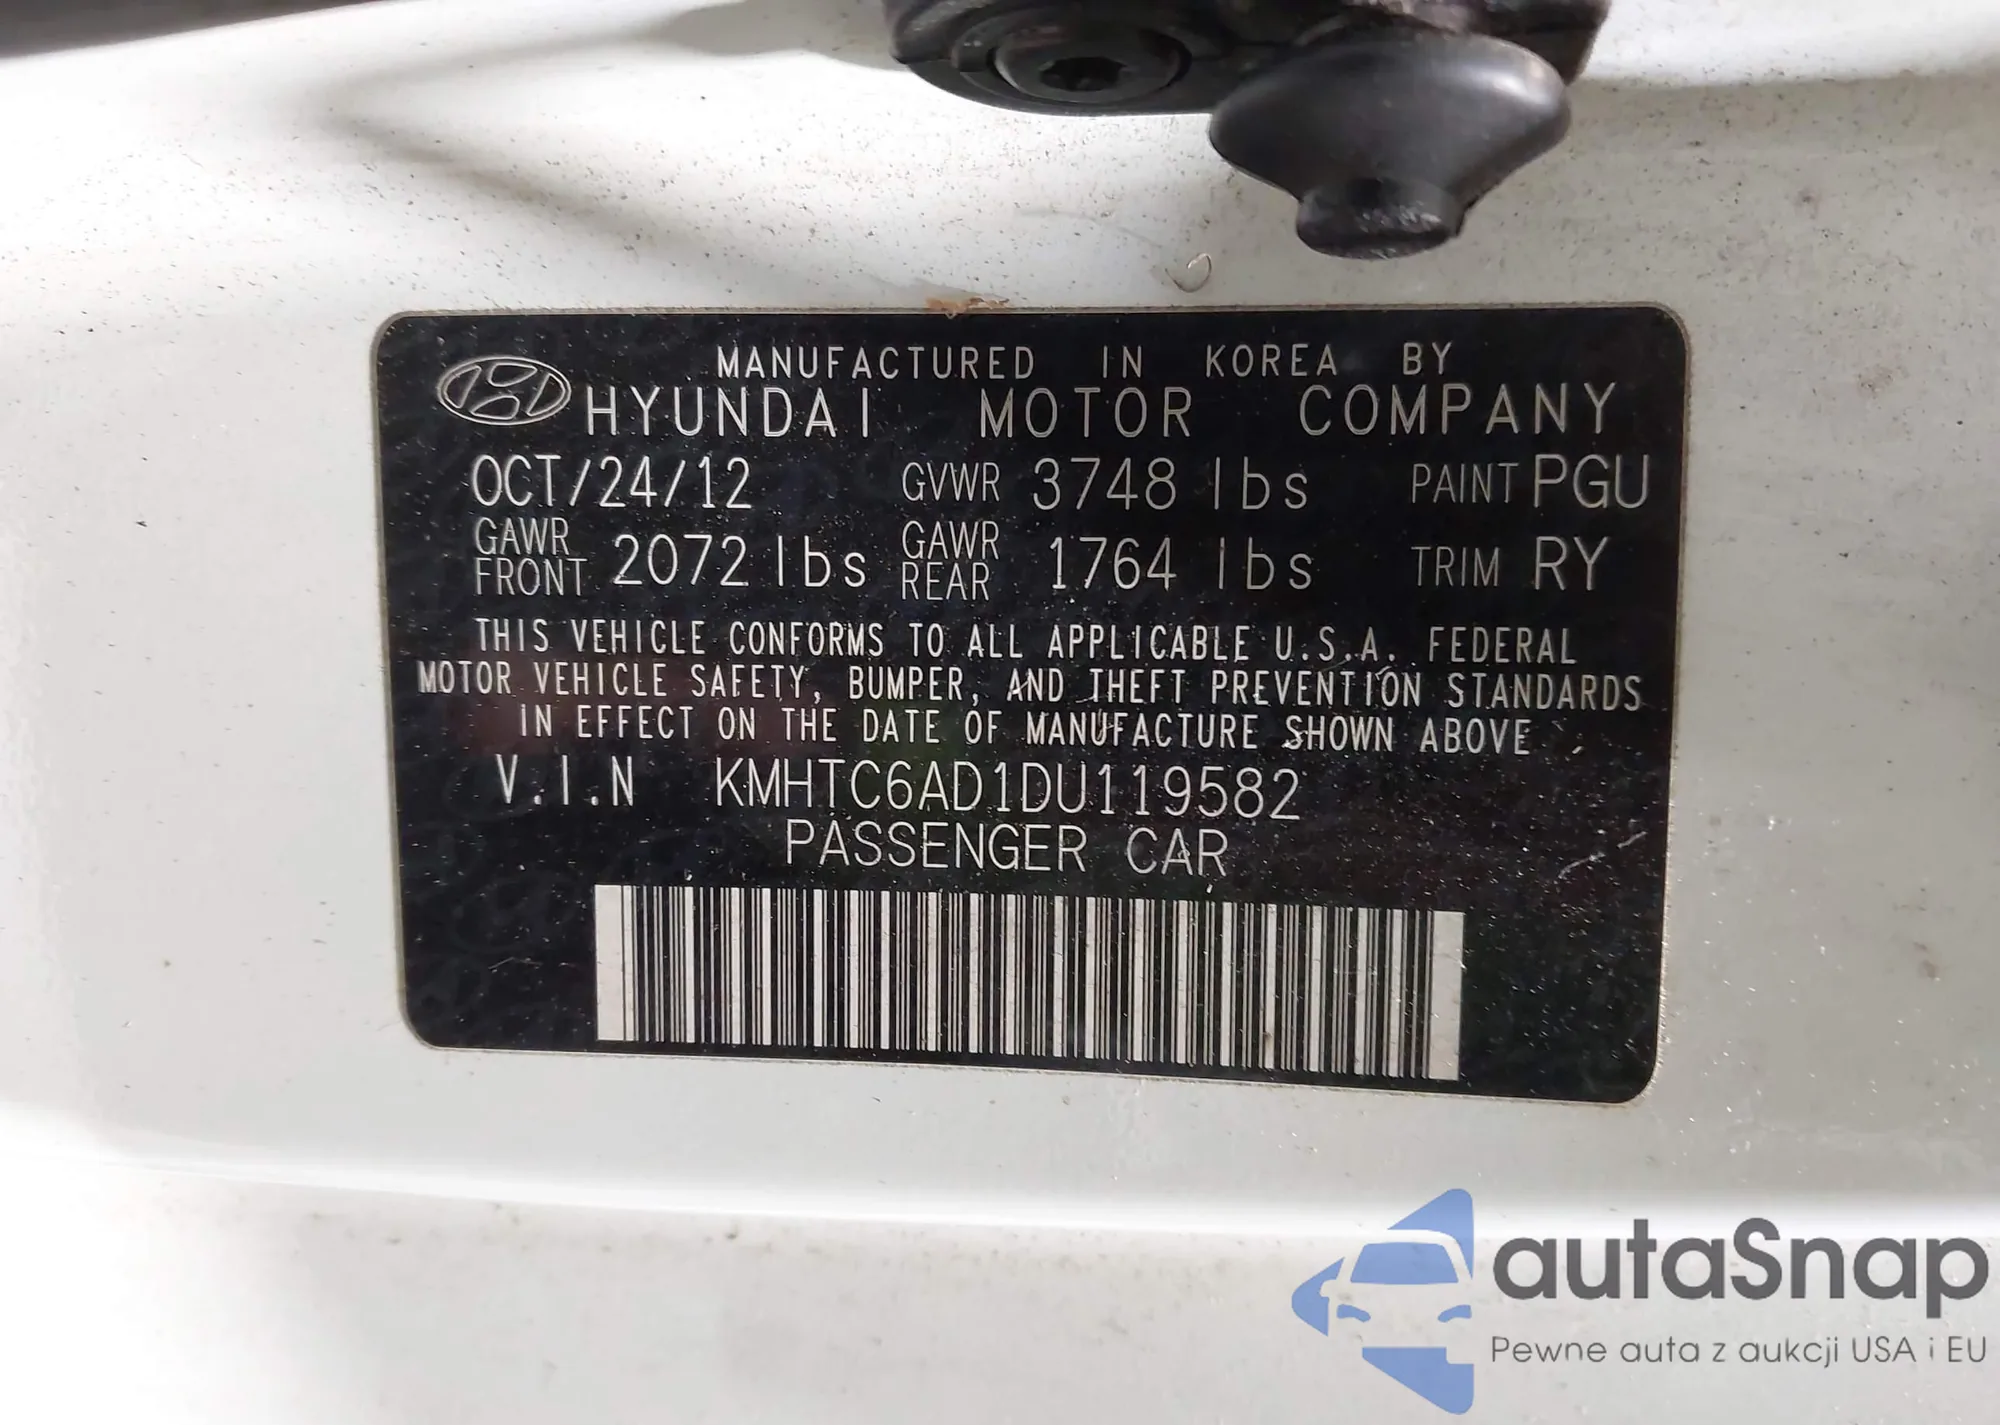 MANUFACTURED IN KOREA BY
HYUNDAI MOTOR COMPANY
OCT/24/12 GVWR 3748 lbs PAINT PGU
GAWR FRONT 2072 lbs GAWR REAR 1764 lbs TRIM RY
THIS VEHICLE CONFORMS TO ALL APPLICABLE U.S.A. FEDERAL
MOTOR VEHICLE SAFETY, BUMPER, AND THEFT PREVENTION STANDARDS
IN EFFECT ON THE DATE OF MANUFACTURE SHOWN ABOVE
V.I.N KMHTC6AD1DU119582
PASSENGER CAR
autaSnap
Pewne auta z aukcji USA i EU